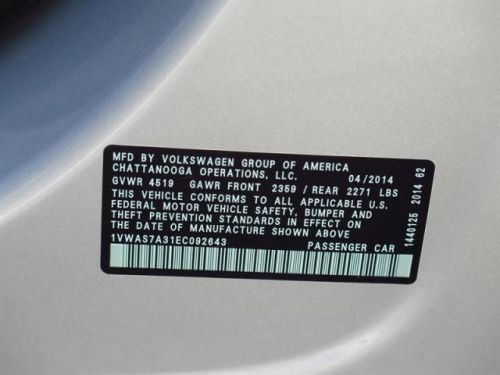 MFD BY VOLKSWAGEN GROUP OF AMERICA
CHATTANOOGA OPERATIONS, LLC. 04/2014
GVWR 4519 GAWR FRONT 2359 / REAR 2271 LBS
THIS VEHICLE CONFORMS TO ALL APPLICABLE U.S.
FEDERAL MOTOR VEHICLE SAFETY, BUMPER AND
THEFT PREVENTION STANDARDS IN EFFECT ON
THE DATE OF MANUFACTURE SHOWN ABOVE
1VWAS7A31EC092643 PASSENGER CAR
1440125 2014 62